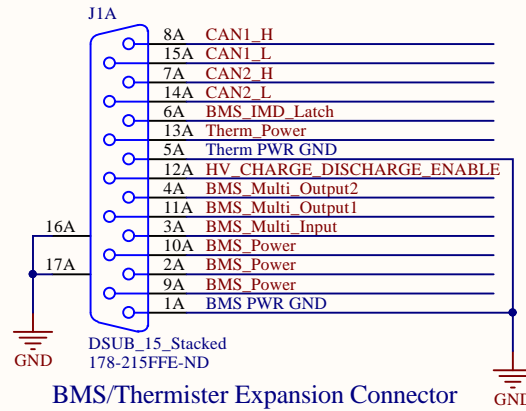 J1A
8A CAN1_H
15A CAN1_L
7A CAN2_H
14A CAN2_L
6A BMS_IMD_Latch
13A Therm_Power
5A Therm PWR GND
12A HV_CHARGE_DISCHARGE_ENABLE
4A BMS_Multi_Output2
11A BMS_Multi_Output1
16A
3A BMS_Multi_Input
10A BMS_Power
17A
2A BMS_Power
9A BMS_Power
1A BMS PWR GND
DSUB_15_Stacked
178-215FFE-ND
GND
BMS/Thermister Expansion Connector
GND